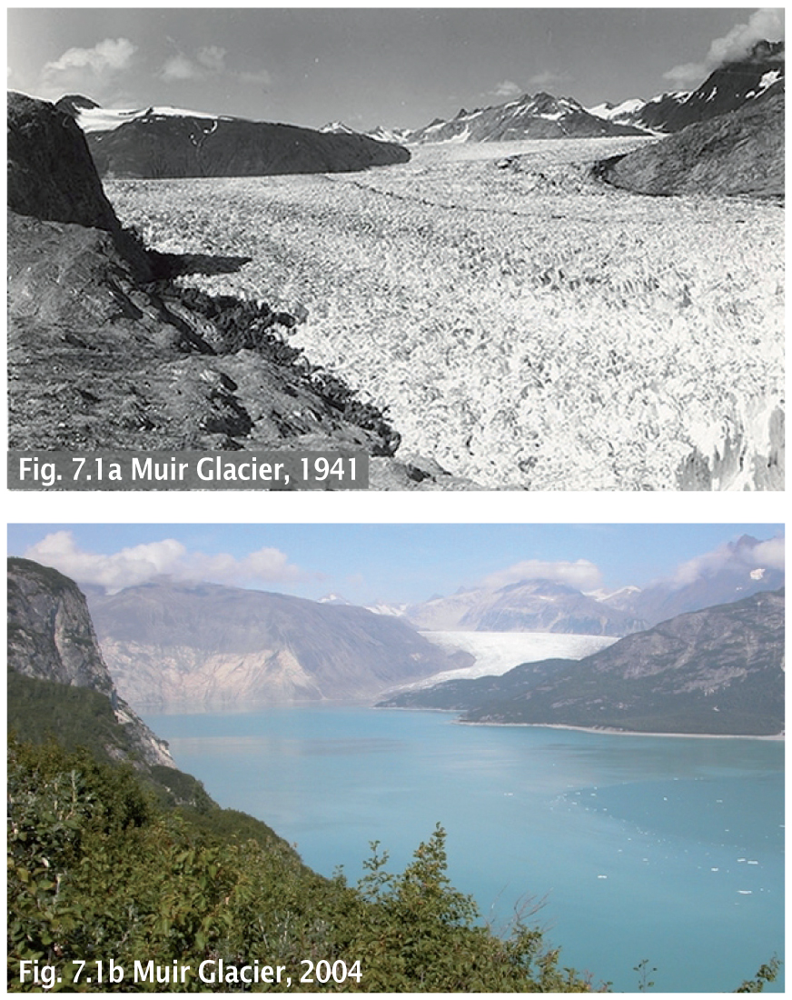 Fig. 7.1a Muir Glacier, 1941
Fig. 7.1b Muir Glacier, 2004